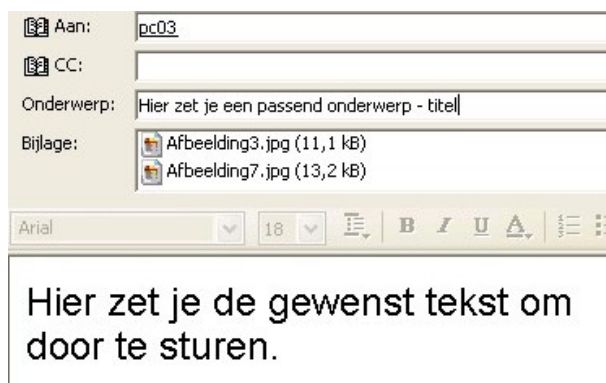 Aan: pc03
CC:
Onderwerp: Hier zet je een passend onderwerp - titel
Bijlage: Afbeelding3.jpg (11,1 kB)
Afbeelding7.jpg (13,2 kB)
Arial 18 B I U A
Hier zet je de gewenst tekst om
door te sturen.